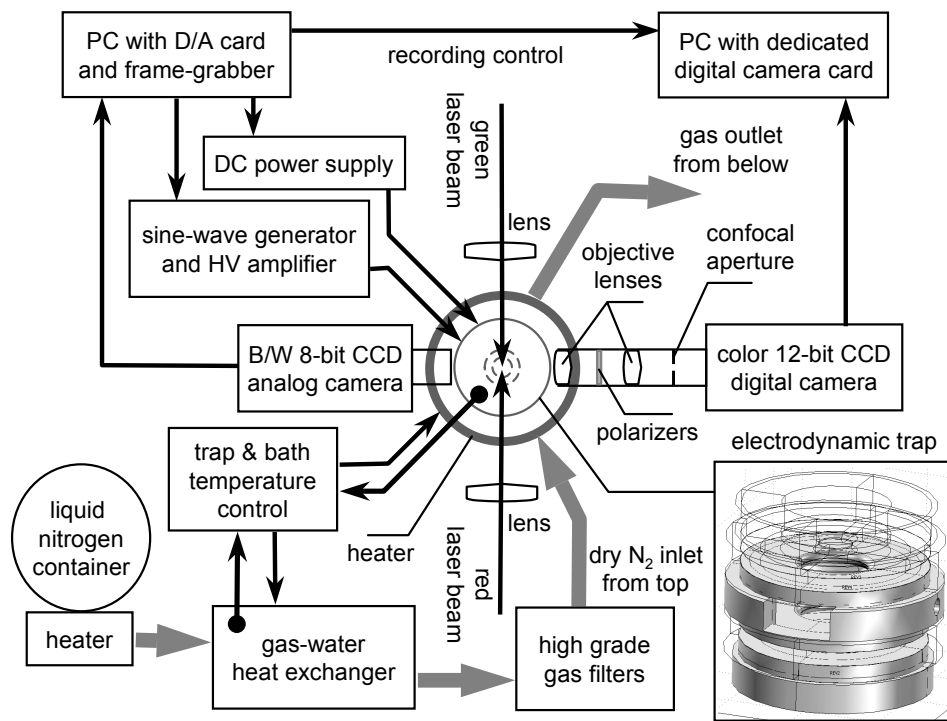 PC with D/A card
and frame-grabber
recording control
PC with dedicated
digital camera card
DC power supply
green
laser beam
gas outlet
from below
sine-wave generator
and HV amplifier
lens
objective
lenses
confocal
aperture
B/W 8-bit CCD
analog camera
color 12-bit CCD
digital camera
polarizers
trap & bath
temperature
control
electrodynamic trap
liquid
nitrogen
container
heater
lens
red
laser beam
dry N₂ inlet
from top
heater
gas-water
heat exchanger
high grade
gas filters